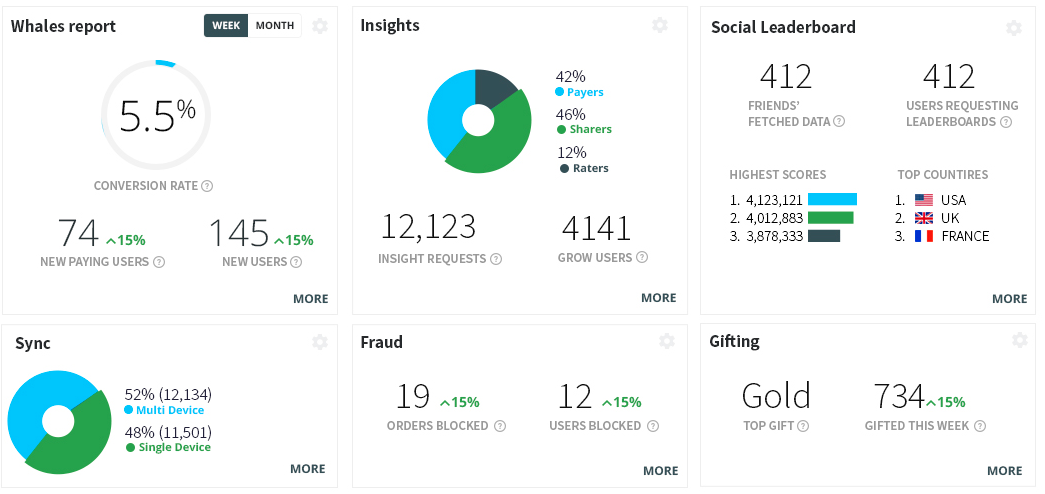 Whales report
WEEK MONTH
5.5%
CONVERSION RATE ?
74 15%
NEW PAYING USERS ?
145 15%
NEW USERS ?
MORE
Insights
42%
Payers
46%
Sharers
12%
Raters
12,123
INSIGHT REQUESTS ?
4141
GROW USERS ?
MORE
Social Leaderboard
412
FRIENDS'
FETCHED DATA ?
412
USERS REQUESTING
LEADERBOARDS ?
HIGHEST SCORES
1. 4,123,121
2. 4,012,883
3. 3,878,333
TOP COUNTIRES
1. USA
2. UK
3. FRANCE
MORE
Sync
52% (12,134)
Multi Device
48% (11,501)
Single Device
MORE
Fraud
19 15%
ORDERS BLOCKED ?
12 15%
USERS BLOCKED ?
MORE
Gifting
Gold
TOP GIFT ?
734 15%
GIFTED THIS WEEK ?
MORE